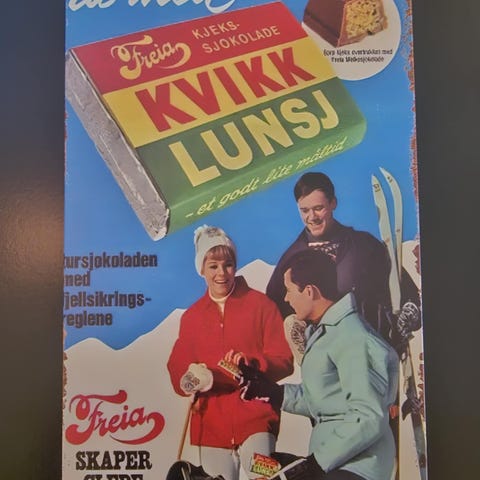 Freia
KJEKS-
SJOKOLADE
KVIKK
LUNSJ
- et godt lite måltid
Sprø kjeks overtrukket med
Freia Melkesjokolade
tursjokoladen
med
fjellsikrings-
reglene
Freia
SKAPER